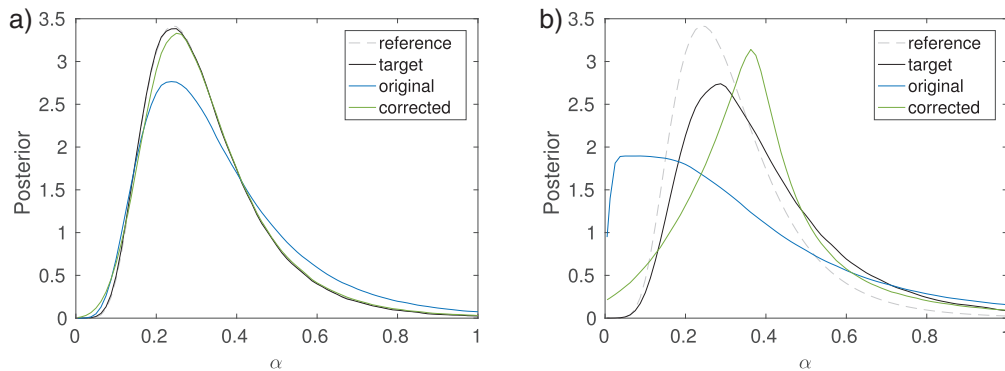 a)
3.5
3
2.5
2
1.5
1
0.5
0
Posterior
0 0.2 0.4 0.6 0.8 1
α
reference
target
original
corrected
b)
3.5
3
2.5
2
1.5
1
0.5
0
Posterior
0 0.2 0.4 0.6 0.8 1
α
reference
target
original
corrected